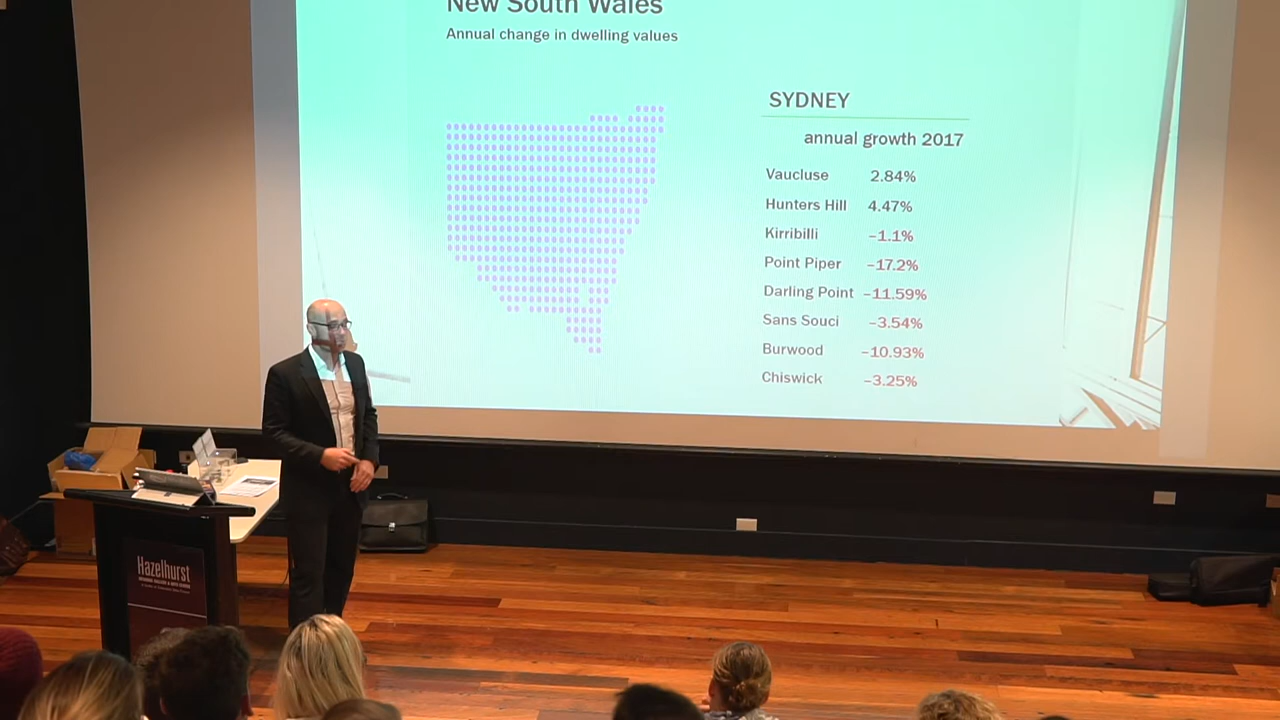 New South Wales
Annual change in dwelling values
SYDNEY
annual growth 2017
Vaucluse 2.84%
Hunters Hill 4.47%
Kirribilli –1.1%
Point Piper –17.2%
Darling Point –11.59%
Sans Souci –3.54%
Burwood –10.93%
Chiswick –3.25%
Hazelhurst